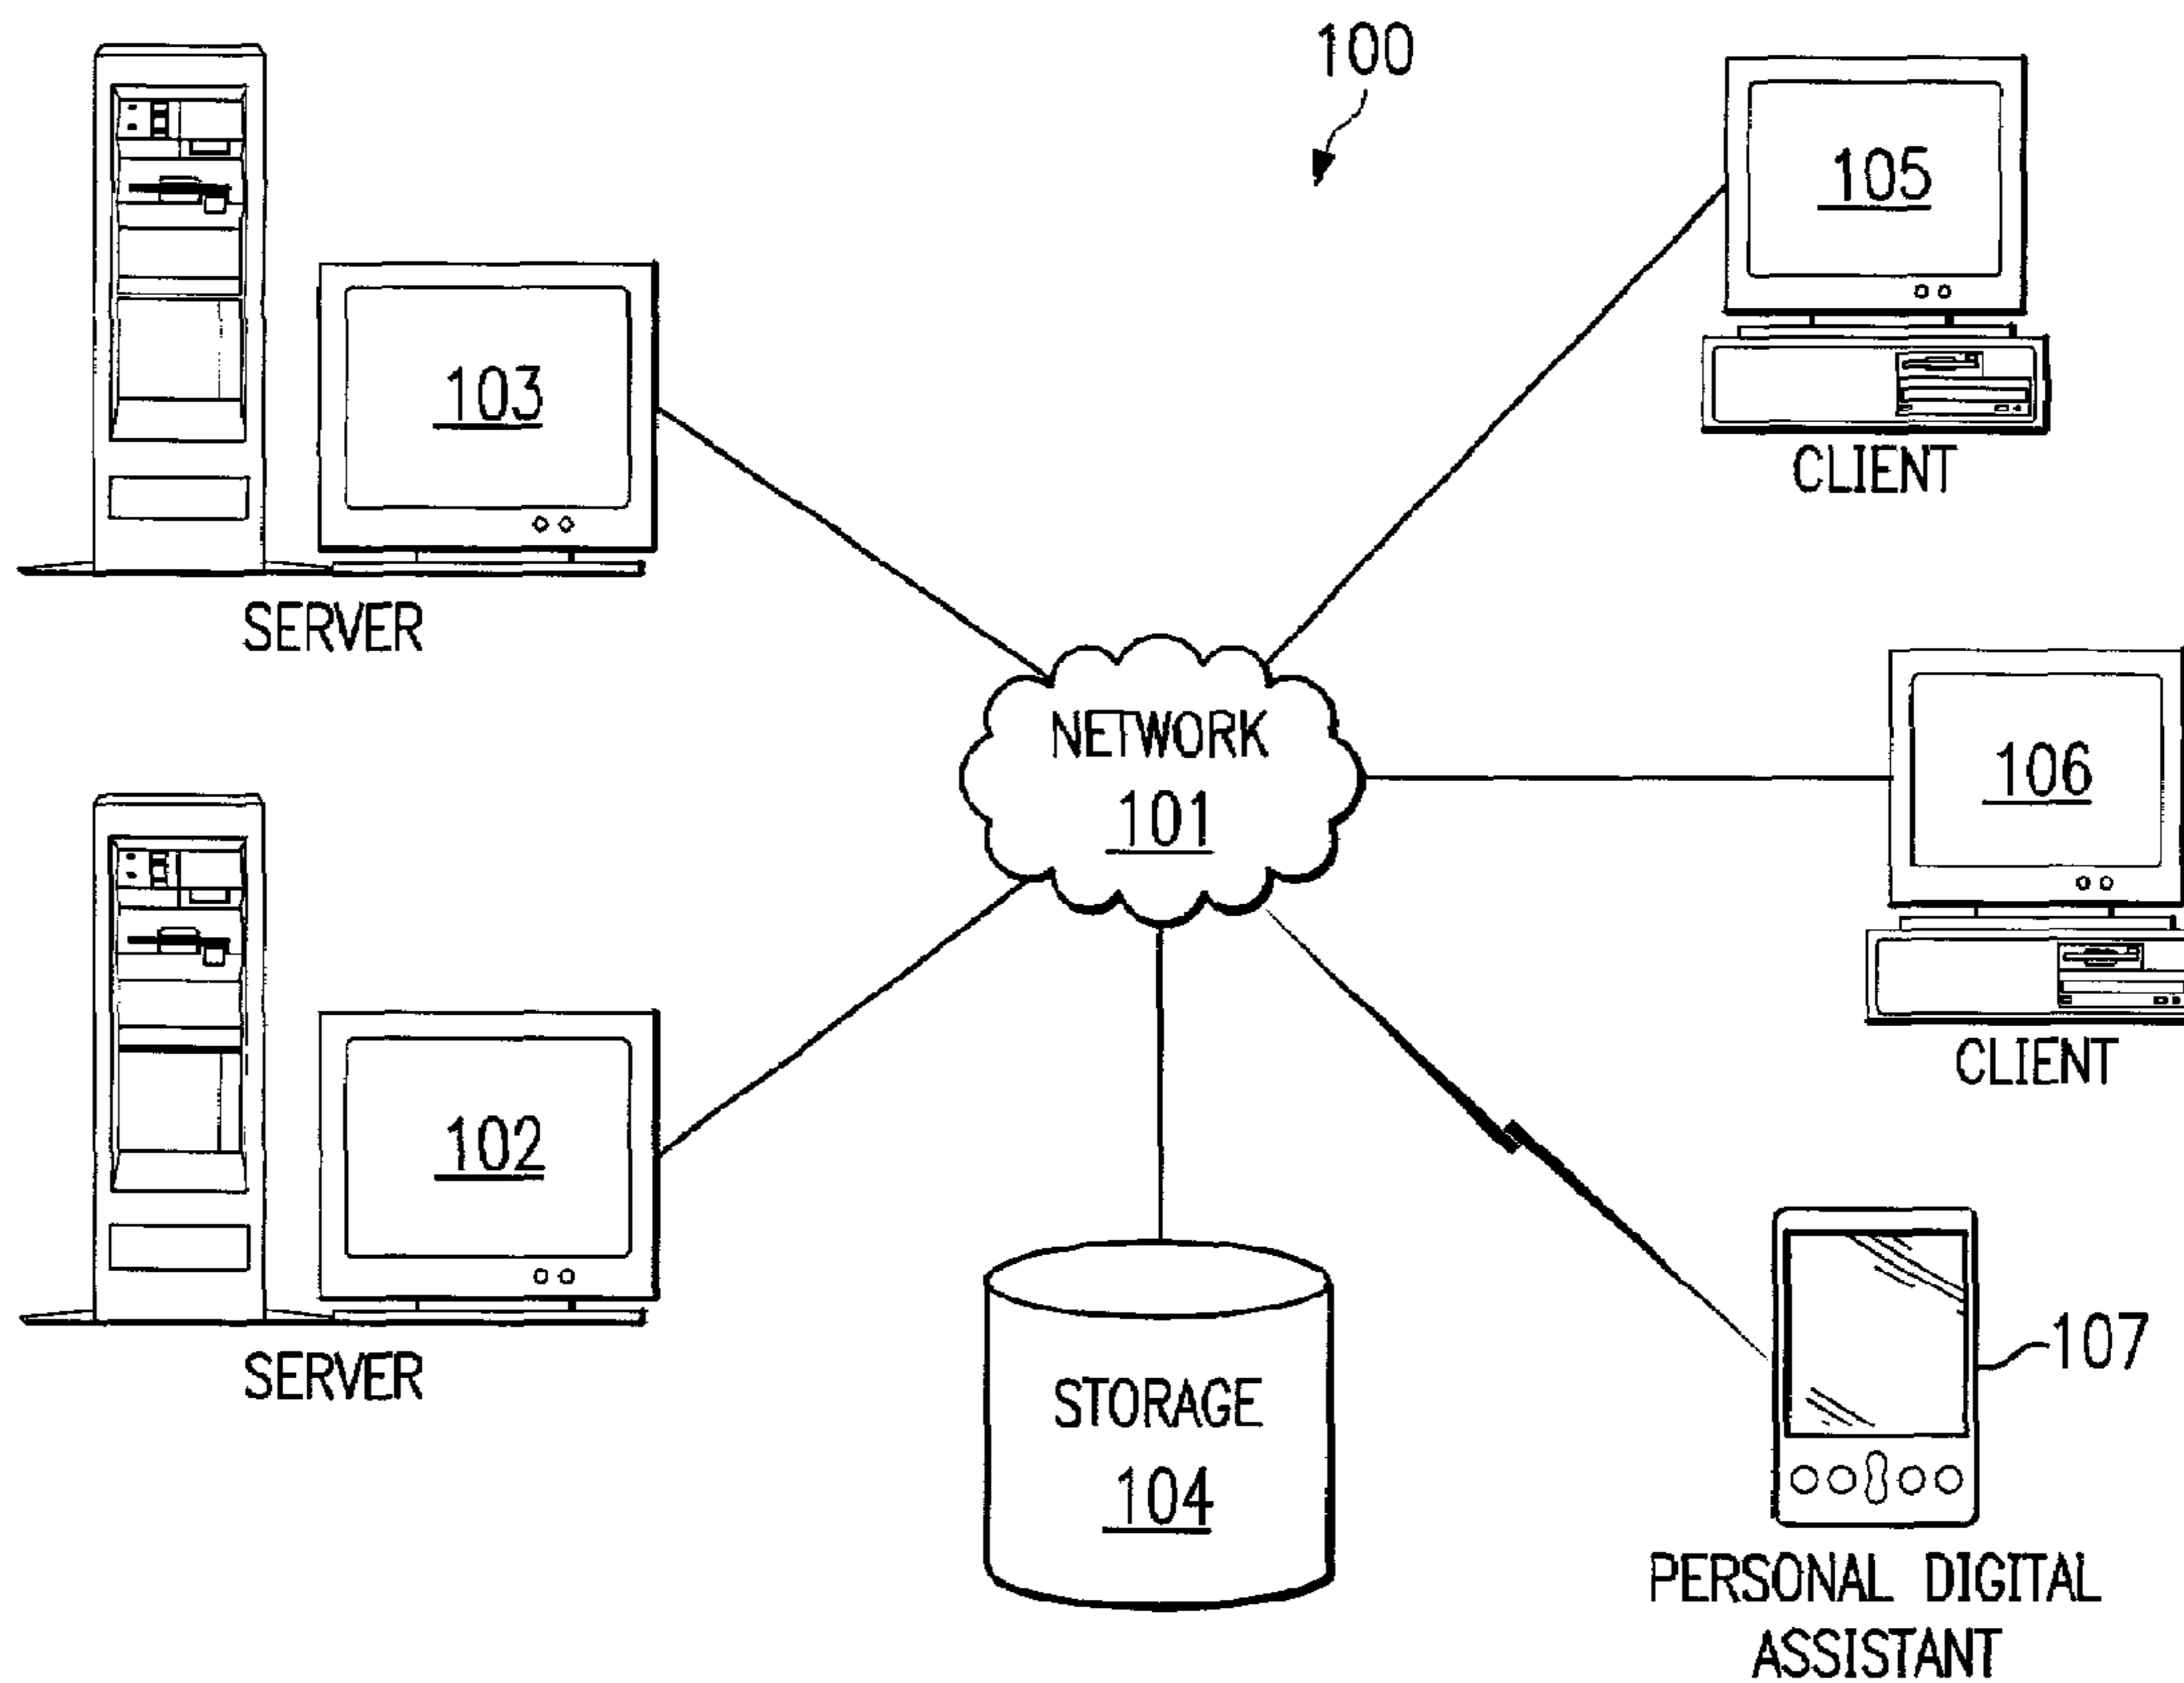 100
105
CLIENT
103
SERVER
NETWORK
101
106
CLIENT
102
SERVER
STORAGE
104
107
PERSONAL DIGITAL
ASSISTANT